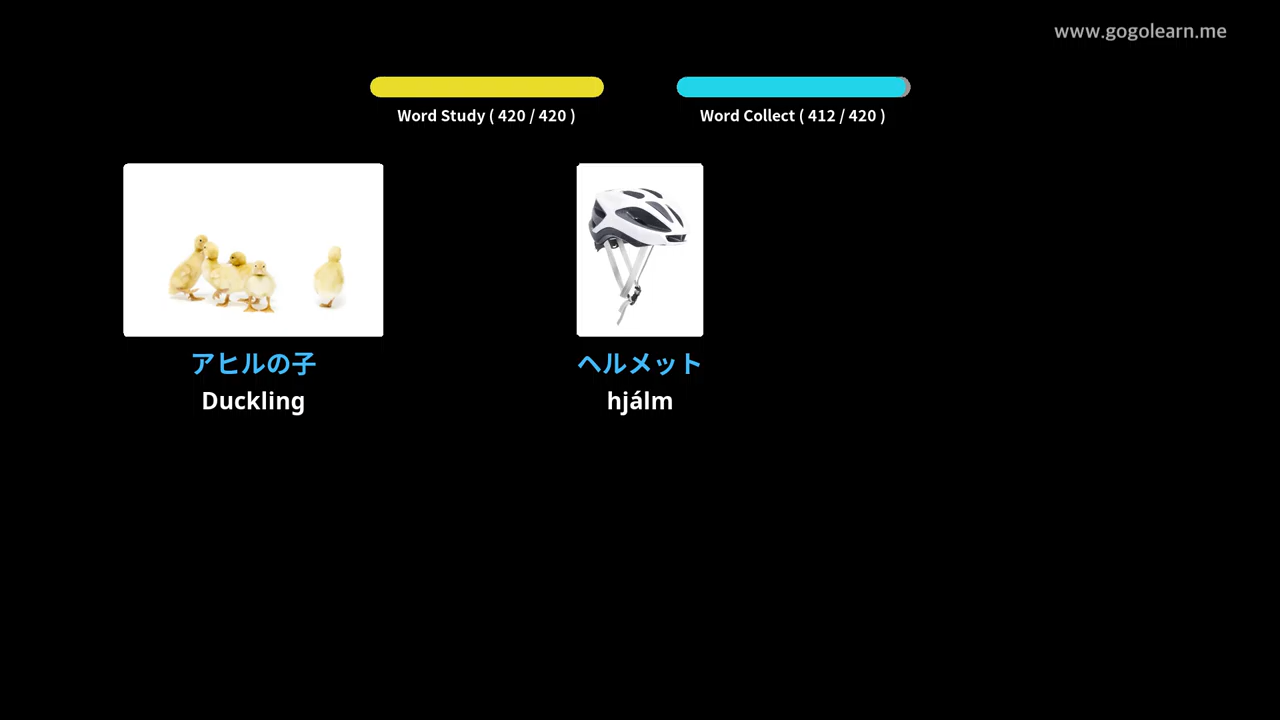 www.gogolearn.me
Word Study ( 420 / 420 )
Word Collect ( 412 / 420 )
アヒルの子
Duckling
ヘルメット
hjálm